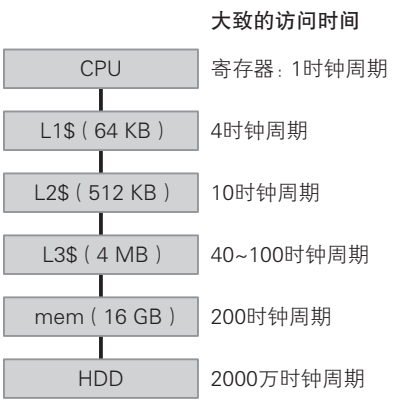 大致的访问时间
CPU 寄存器：1时钟周期
L1$（64 KB） 4时钟周期
L2$（512 KB） 10时钟周期
L3$（4 MB） 40~100时钟周期
mem（16 GB） 200时钟周期
HDD 2000万时钟周期